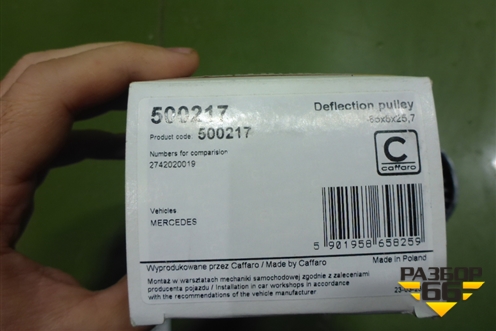 500217
Deflection pulley
Product code: 500217
Numbers for comparision
2742020019
C
caffaro
Vehicles
MERCEDES
5 901958 658259
Wyprodukowane przez Caffaro / Made by Caffaro
Made in Poland
Montaż w warsztatach mechaniki samochodowej zgodnie z zaleceniami
producenta pojazdu / Installation in car workshops in accordance
with the recommendations of the vehicle manufacturer
РАЗБОР
66